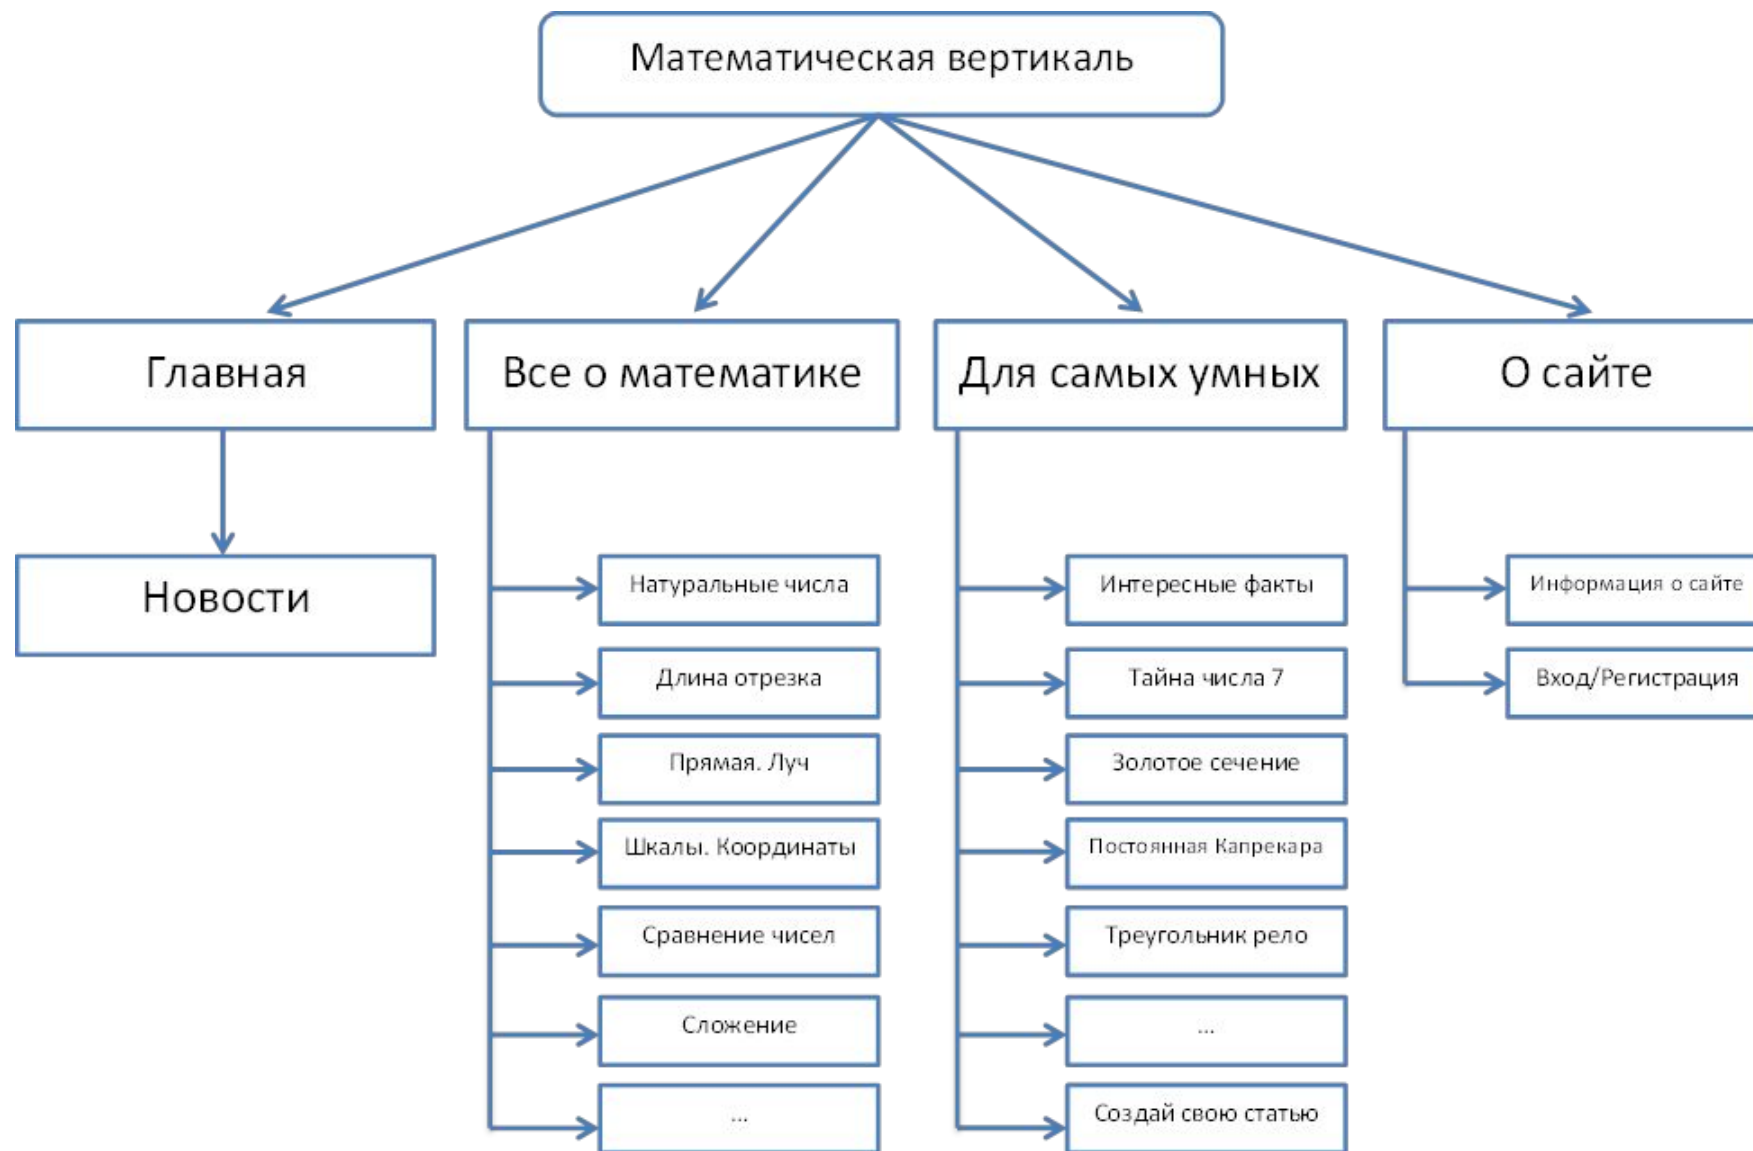 Математическая вертикаль
Главная
Все о математике
Для самых умных
О сайте
Новости
Натуральные числа
Длина отрезка
Прямая. Луч
Шкалы. Координаты
Сравнение чисел
Сложение
...
Интересные факты
Тайна числа 7
Золотое сечение
Постоянная Капрекара
Треугольник рело
...
Создай свою статью
Информация о сайте
Вход/Регистрация